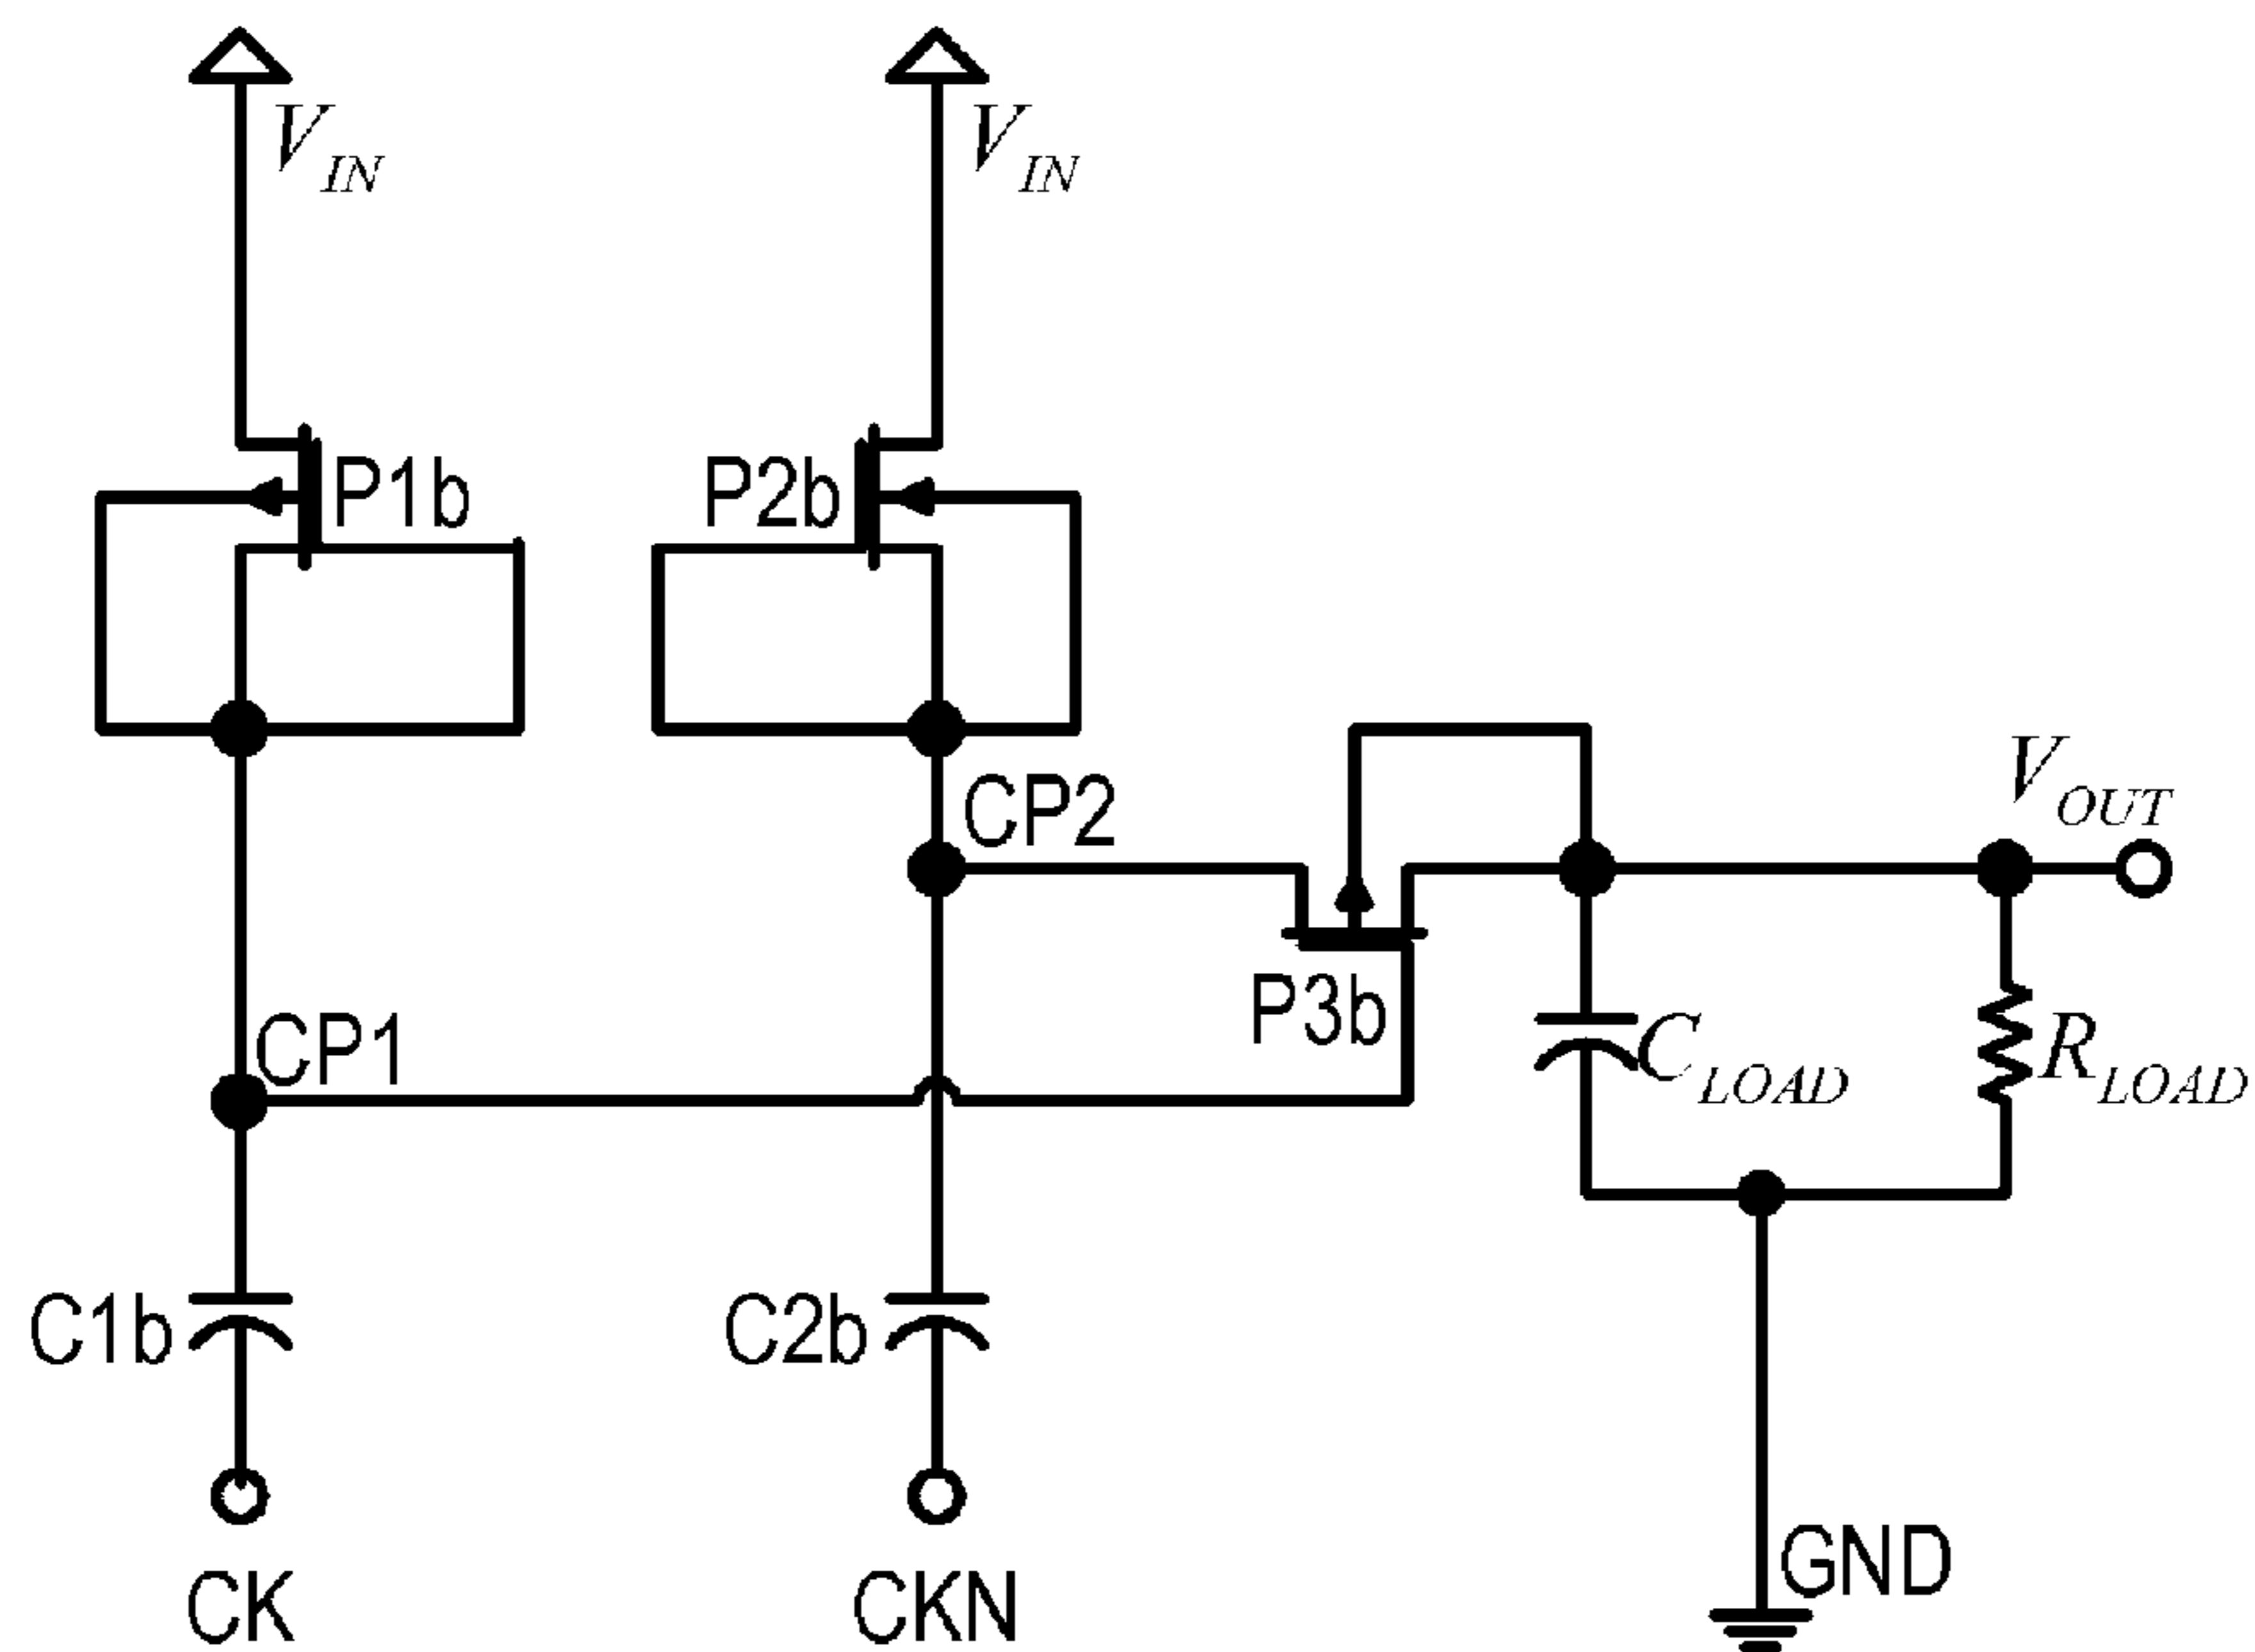 V_IN
V_IN
P1b
P2b
CP2
V_OUT
P3b
CP1
C_LOAD
R_LOAD
C1b
C2b
GND
CK
CKN